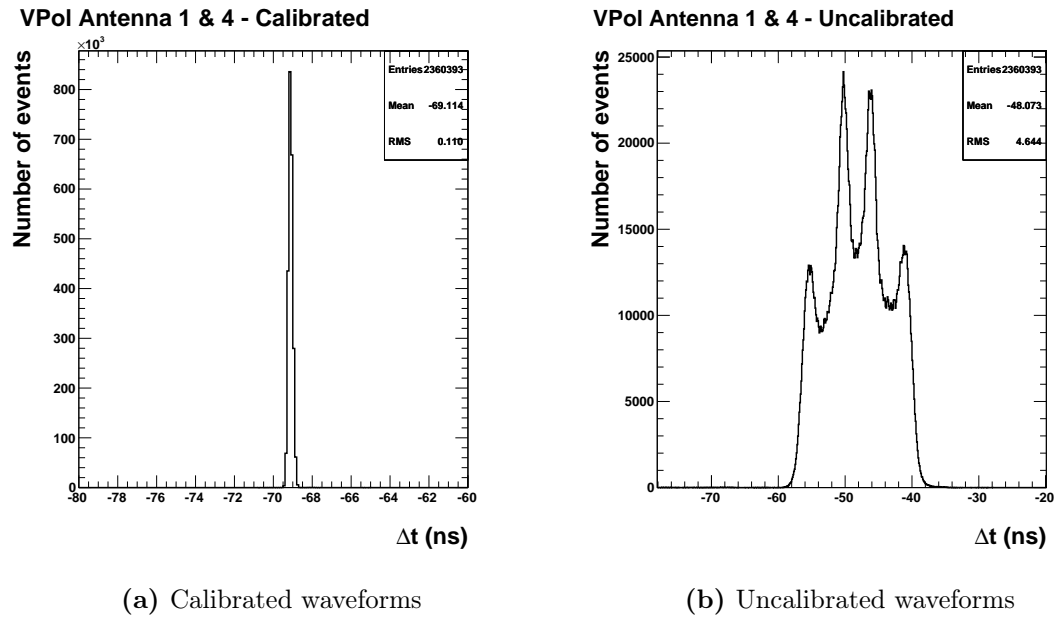 VPol Antenna 1 & 4 - Calibrated
×10³
Number of events
Entries 2360393
Mean -69.114
RMS 0.110
800
700
600
500
400
300
200
100
0
-80 -78 -76 -74 -72 -70 -68 -66 -64 -62 -60
Δt (ns)
(a) Calibrated waveforms
VPol Antenna 1 & 4 - Uncalibrated
Number of events
Entries 2360393
Mean -48.073
RMS 4.644
25000
20000
15000
10000
5000
0
-70 -60 -50 -40 -30 -20
Δt (ns)
(b) Uncalibrated waveforms